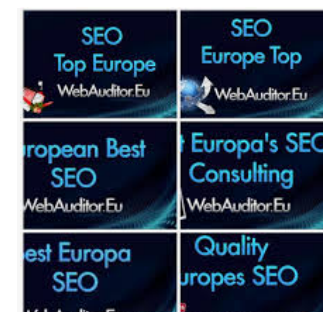 SEO
Top Europe
WebAuditor.Eu
SEO
Europe Top
WebAuditor.Eu
ropean Best
SEO
WebAuditor.Eu
t Europa's SEO
Consulting
WebAuditor.Eu
est Europa
SEO
Quality
uropes SEO